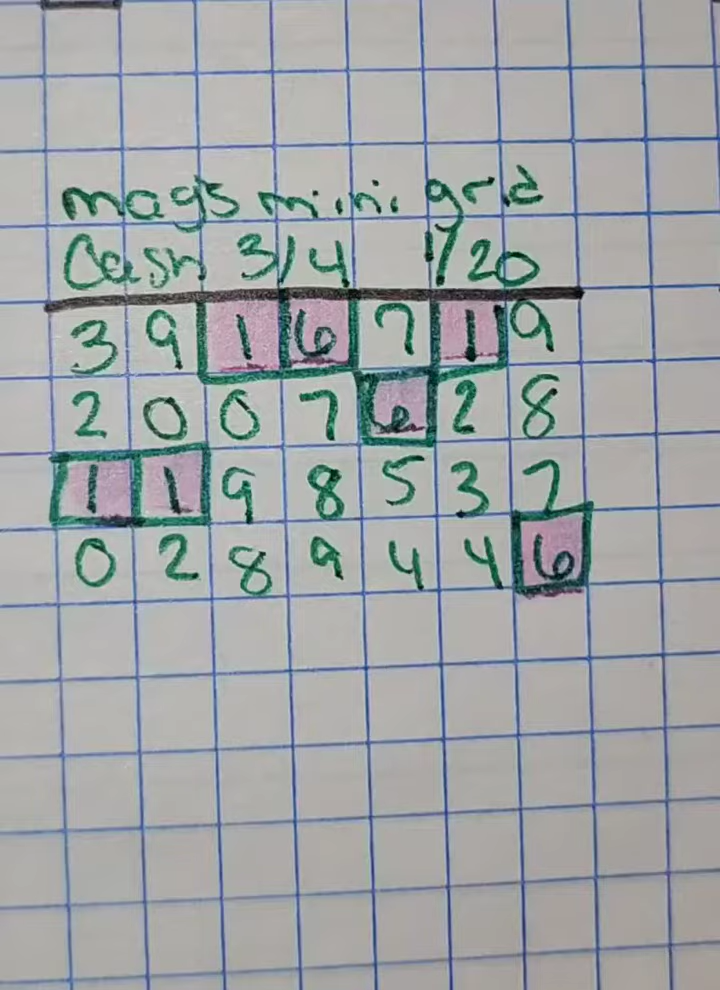 mag's mini grid
Cash 3/4 1/20
3 9 1 6 7 1 9
2 0 0 7 6 2 8
1 1 9 8 5 3 7
0 2 8 9 4 4 6